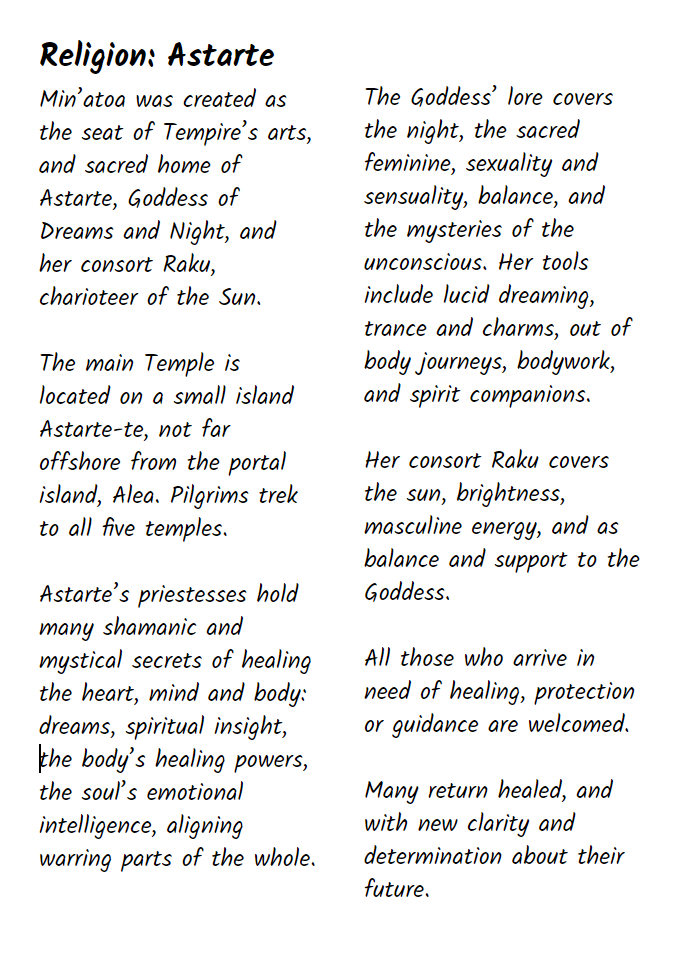 Religion: Astarte
Min’atoa was created as
the seat of Tempire’s arts,
and sacred home of
Astarte, Goddess of
Dreams and Night, and
her consort Raku,
charioteer of the Sun.
The main Temple is
located on a small island
Astarte-te, not far
offshore from the portal
island, Alea. Pilgrims trek
to all five temples.
Astarte’s priestesses hold
many shamanic and
mystical secrets of healing
the heart, mind and body:
dreams, spiritual insight,
the body’s healing powers,
the soul’s emotional
intelligence, aligning
warring parts of the whole.
The Goddess’ lore covers
the night, the sacred
feminine, sexuality and
sensuality, balance, and
the mysteries of the
unconscious. Her tools
include lucid dreaming,
trance and charms, out of
body journeys, bodywork,
and spirit companions.
Her consort Raku covers
the sun, brightness,
masculine energy, and as
balance and support to the
Goddess.
All those who arrive in
need of healing, protection
or guidance are welcomed.
Many return healed, and
with new clarity and
determination about their
future.